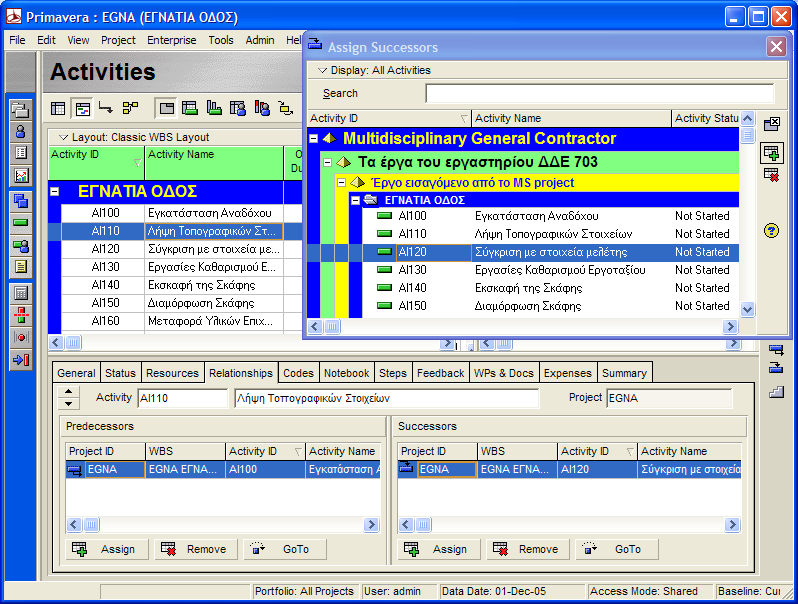 Primavera : EGNA (ΕΓΝΑΤΙΑ ΟΔΟΣ)
File Edit View Project Enterprise Tools Admin Hel
Activities
Layout: Classic WBS Layout
Activity ID Activity Name
ΕΓΝΑΤΙΑ ΟΔΟΣ
AI100 Εγκατάσταση Αναδόχου
AI110 Λήψη Τοπογραφικών Στ...
AI120 Σύγκριση με στοιχεία με...
AI130 Εργασίες Καθαρισμού Ε...
AI140 Εκσκαφή της Σκάφης
AI150 Διαμόρφωση Σκάφης
AI160 Μεταφορά Υλικών Επιχ...
Assign Successors
Display: All Activities
Search
Activity ID Activity Name Activity Statu
Multidisciplinary General Contractor
Τα έργα του εργαστηρίου ΔΔΕ 703
Έργο εισαγόμενο από το MS project
ΕΓΝΑΤΙΑ ΟΔΟΣ
AI100 Εγκατάσταση Αναδόχου Not Started
AI110 Λήψη Τοπογραφικών Στοιχείων Not Started
AI120 Σύγκριση με στοιχεία μελέτης Not Started
AI130 Εργασίες Καθαρισμού Εργοταξίου Not Started
AI140 Εκσκαφή της Σκάφης Not Started
AI150 Διαμόρφωση Σκάφης Not Started
General Status Resources Relationships Codes Notebook Steps Feedback WPs & Docs Expenses Summary
Activity AI110 Λήψη Τοπογραφικών Στοιχείων Project EGNA
Predecessors
Project ID WBS Activity ID Activity Name
EGNA EGNA ΕΓΝΑ... AI100 Εγκατάσταση Α
Assign Remove GoTo
Successors
Project ID WBS Activity ID Activity Name
EGNA EGNA ΕΓΝΑ... AI120 Σύγκριση με στοιχεία
Assign Remove GoTo
Portfolio: All Projects User: admin Data Date: 01-Dec-05 Access Mode: Shared Baseline: Cur